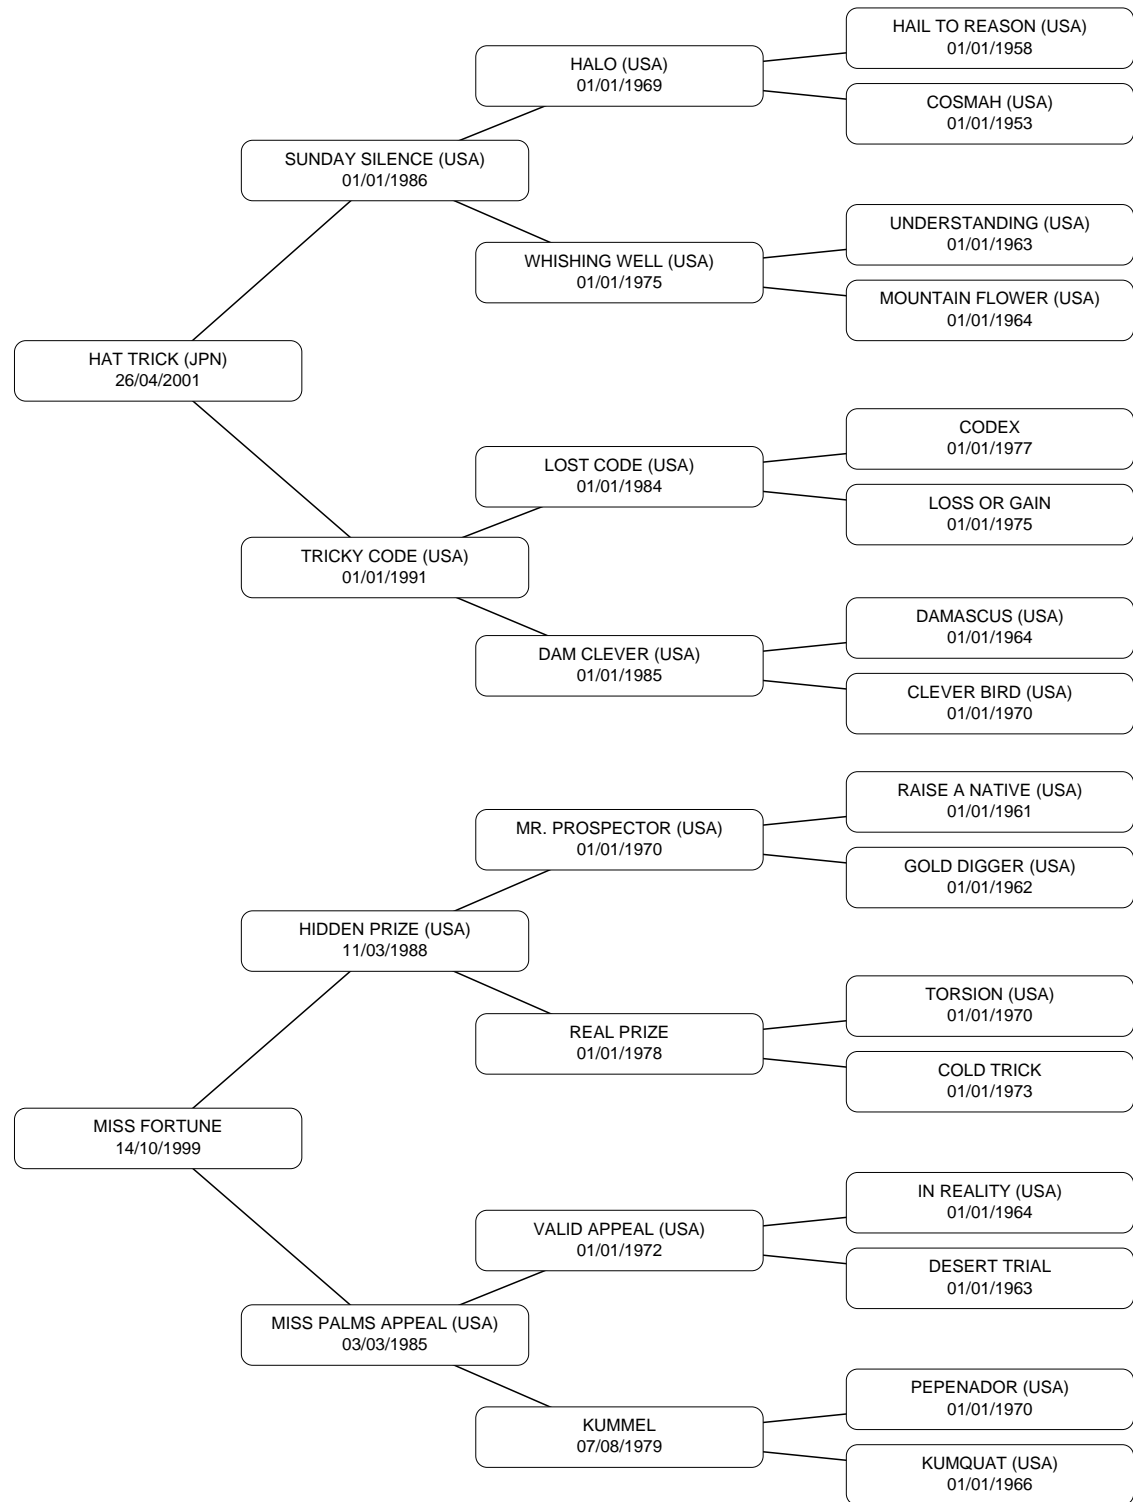 HAIL TO REASON (USA)
01/01/1958
HALO (USA)
01/01/1969
COSMAH (USA)
01/01/1953
SUNDAY SILENCE (USA)
01/01/1986
UNDERSTANDING (USA)
01/01/1963
WHISHING WELL (USA)
01/01/1975
MOUNTAIN FLOWER (USA)
01/01/1964
HAT TRICK (JPN)
26/04/2001
CODEX
01/01/1977
LOST CODE (USA)
01/01/1984
LOSS OR GAIN
01/01/1975
TRICKY CODE (USA)
01/01/1991
DAMASCUS (USA)
01/01/1964
DAM CLEVER (USA)
01/01/1985
CLEVER BIRD (USA)
01/01/1970
RAISE A NATIVE (USA)
01/01/1961
MR. PROSPECTOR (USA)
01/01/1970
GOLD DIGGER (USA)
01/01/1962
HIDDEN PRIZE (USA)
11/03/1988
TORSION (USA)
01/01/1970
REAL PRIZE
01/01/1978
COLD TRICK
01/01/1973
MISS FORTUNE
14/10/1999
IN REALITY (USA)
01/01/1964
VALID APPEAL (USA)
01/01/1972
DESERT TRIAL
01/01/1963
MISS PALMS APPEAL (USA)
03/03/1985
PEPENADOR (USA)
01/01/1970
KUMMEL
07/08/1979
KUMQUAT (USA)
01/01/1966